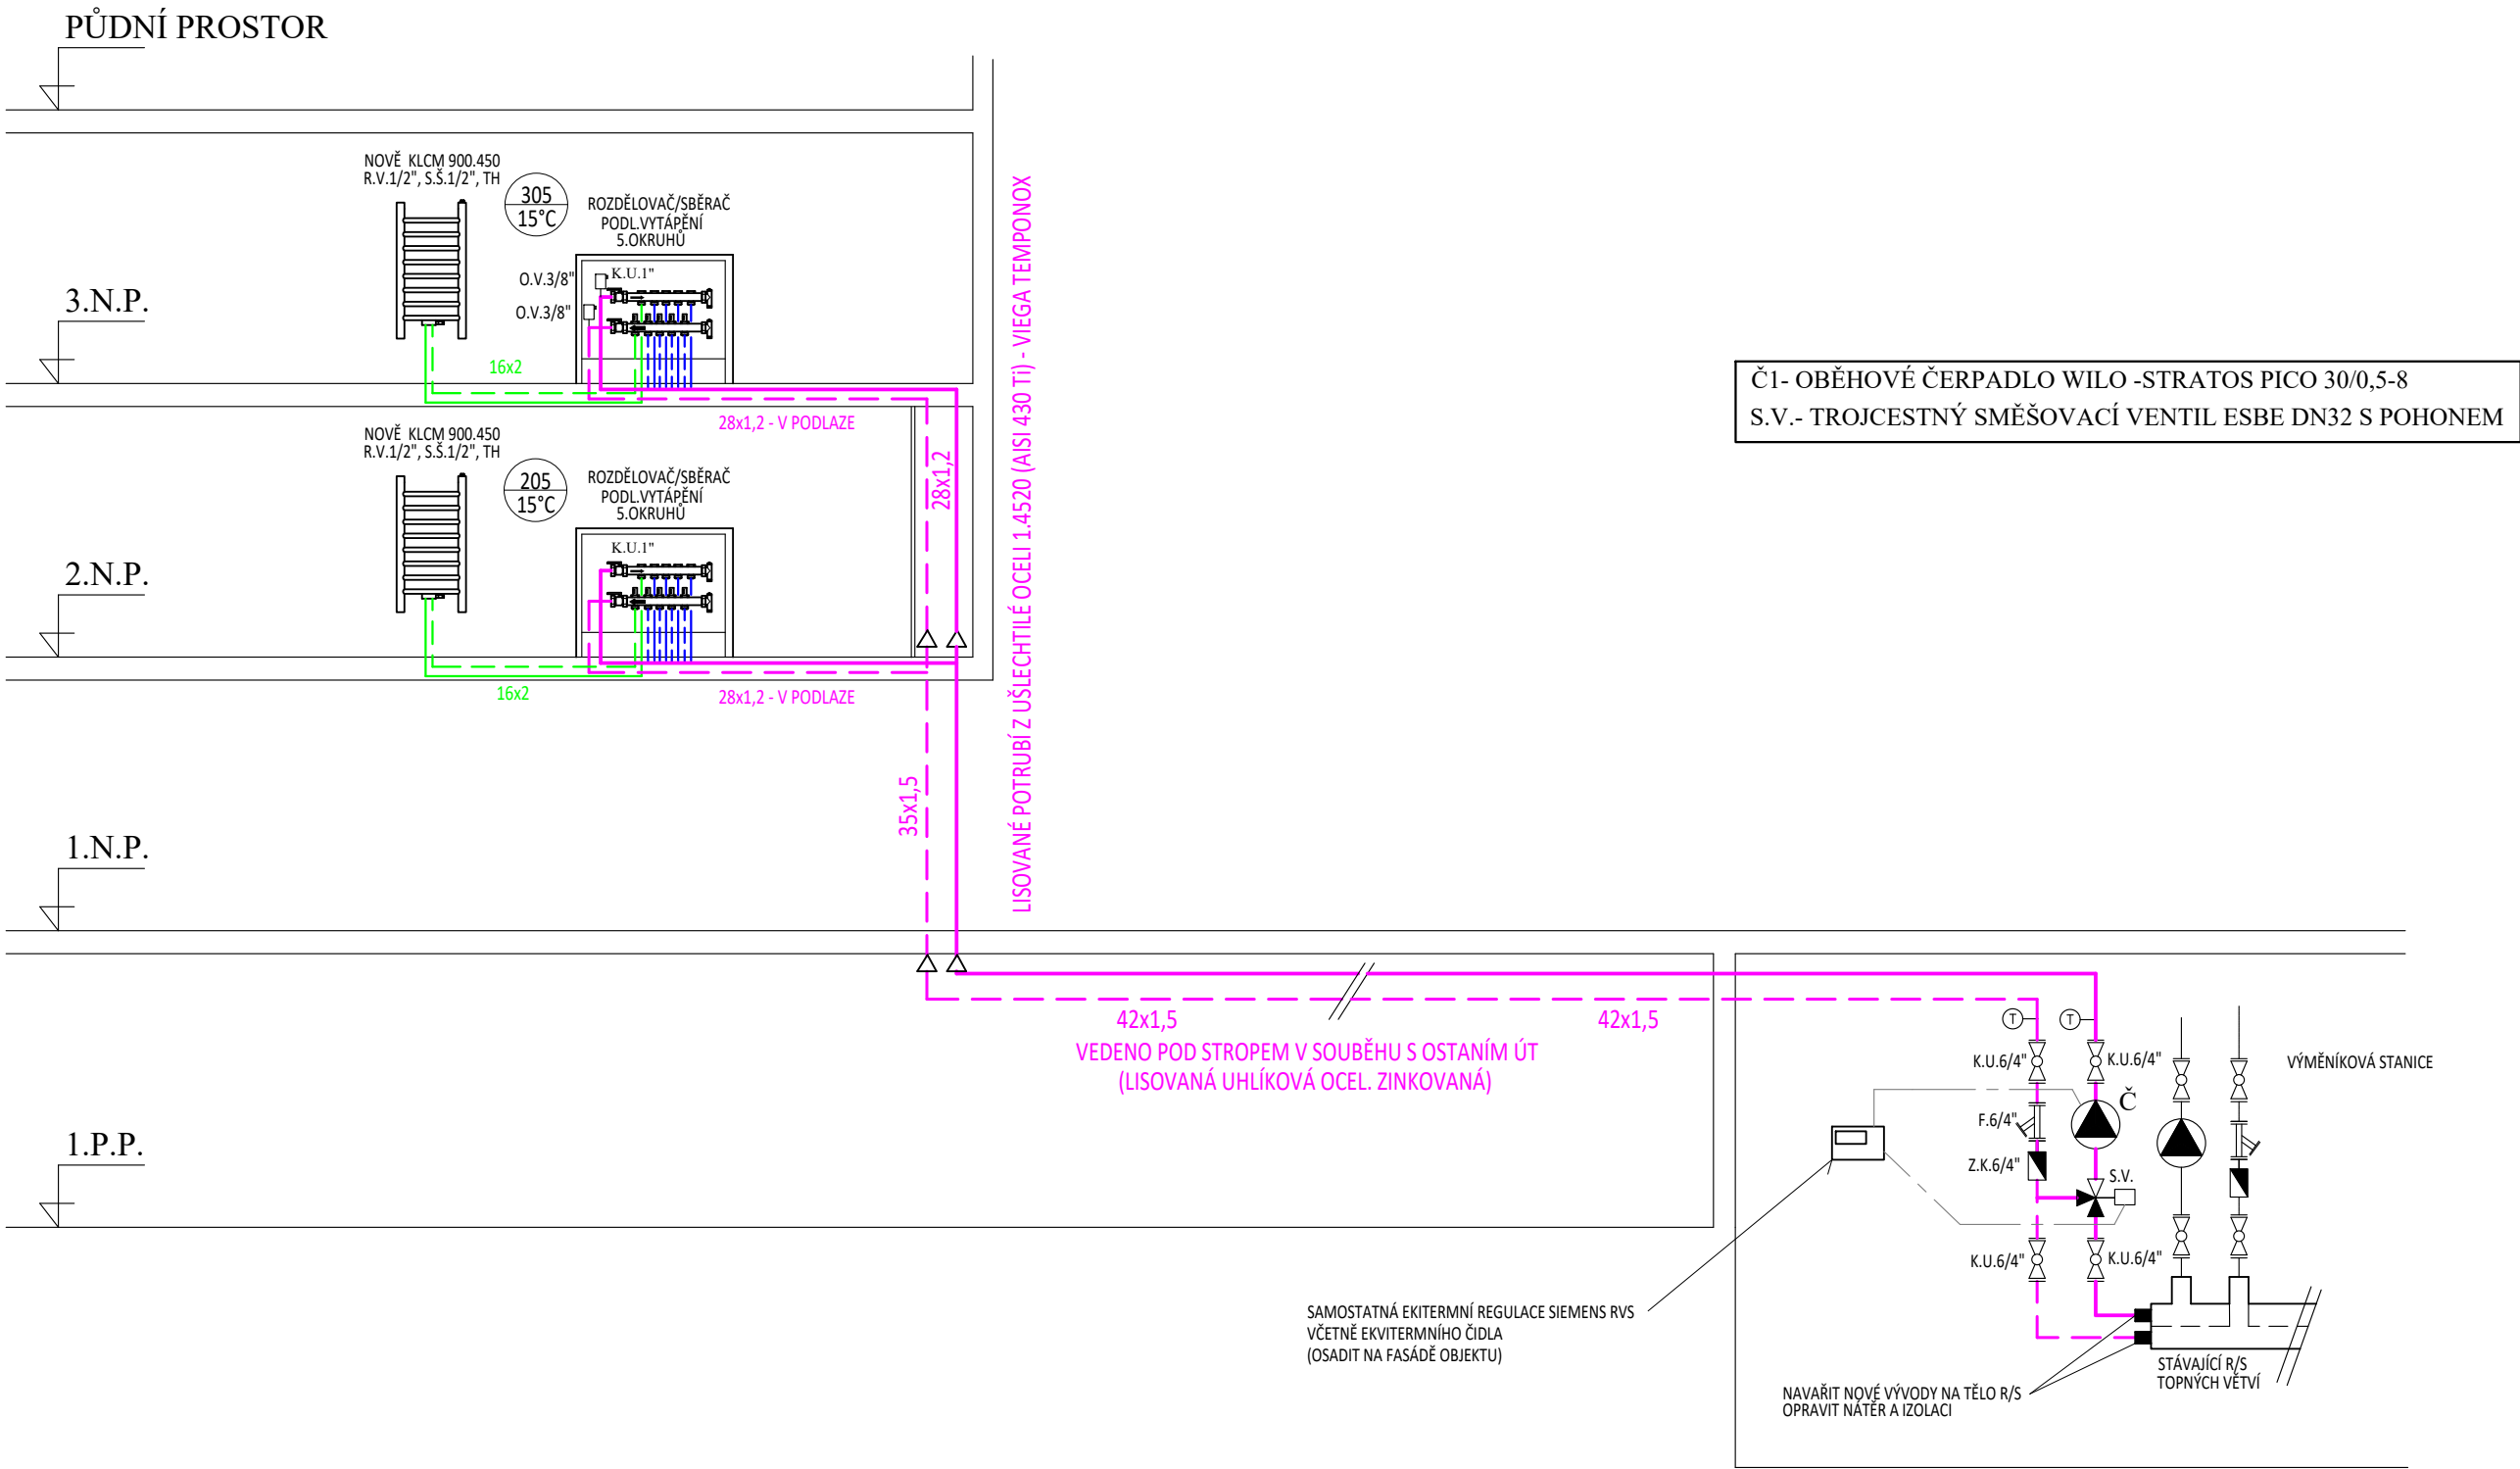 PŮDNÍ PROSTOR
NOVĚ KLCM 900.450
R.V.1/2", S.Š.1/2", TH
305
15°C
ROZDĚLOVAČ/SBĚRAČ
PODL.VYTÁPĚNÍ
5.OKRUHŮ
O.V.3/8"
K.U.1"
O.V.3/8"
3.N.P.
16x2
28x1,2 - V PODLAZE
28x1,2
LISOVANÉ POTRUBÍ Z UŠLECHTILÉ OCELI 1.4520 (AISI 430 Ti) - VIEGA TEMPONOX
Č1- OBĚHOVÉ ČERPADLO WILO -STRATOS PICO 30/0,5-8
S.V.- TROJCESTNÝ SMĚŠOVACÍ VENTIL ESBE DN32 S POHONEM
NOVĚ KLCM 900.450
R.V.1/2", S.Š.1/2", TH
205
15°C
ROZDĚLOVAČ/SBĚRAČ
PODL.VYTÁPĚNÍ
5.OKRUHŮ
K.U.1"
2.N.P.
16x2
28x1,2 - V PODLAZE
35x1,5
1.N.P.
42x1,5
42x1,5
VEDENO POD STROPEM V SOUBĚHU S OSTANÍM ÚT
(LISOVANÁ UHLÍKOVÁ OCEL. ZINKOVANÁ)
T
T
K.U.6/4"
K.U.6/4"
VÝMĚNÍKOVÁ STANICE
Č
F.6/4"
1.P.P.
Z.K.6/4"
S.V.
K.U.6/4"
K.U.6/4"
SAMOSTATNÁ EKITERMNÍ REGULACE SIEMENS RVS
VČETNĚ EKVITERMNÍHO ČIDLA
(OSADIT NA FASÁDĚ OBJEKTU)
STÁVAJÍCÍ R/S
TOPNÝCH VĚTVÍ
NAVAŘIT NOVÉ VÝVODY NA TĚLO R/S
OPRAVIT NÁTĚR A IZOLACI